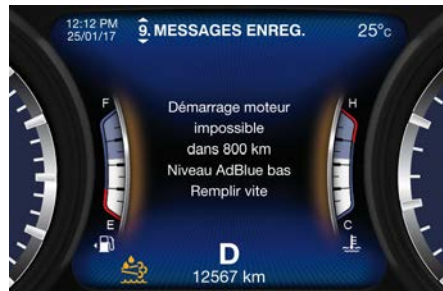 12:12 PM
25/01/17
9. MESSAGES ENREG.
25°c
F
H
Démarrage moteur
impossible
dans 800 km
Niveau AdBlue bas
Remplir vite
E
C
D
12567 km